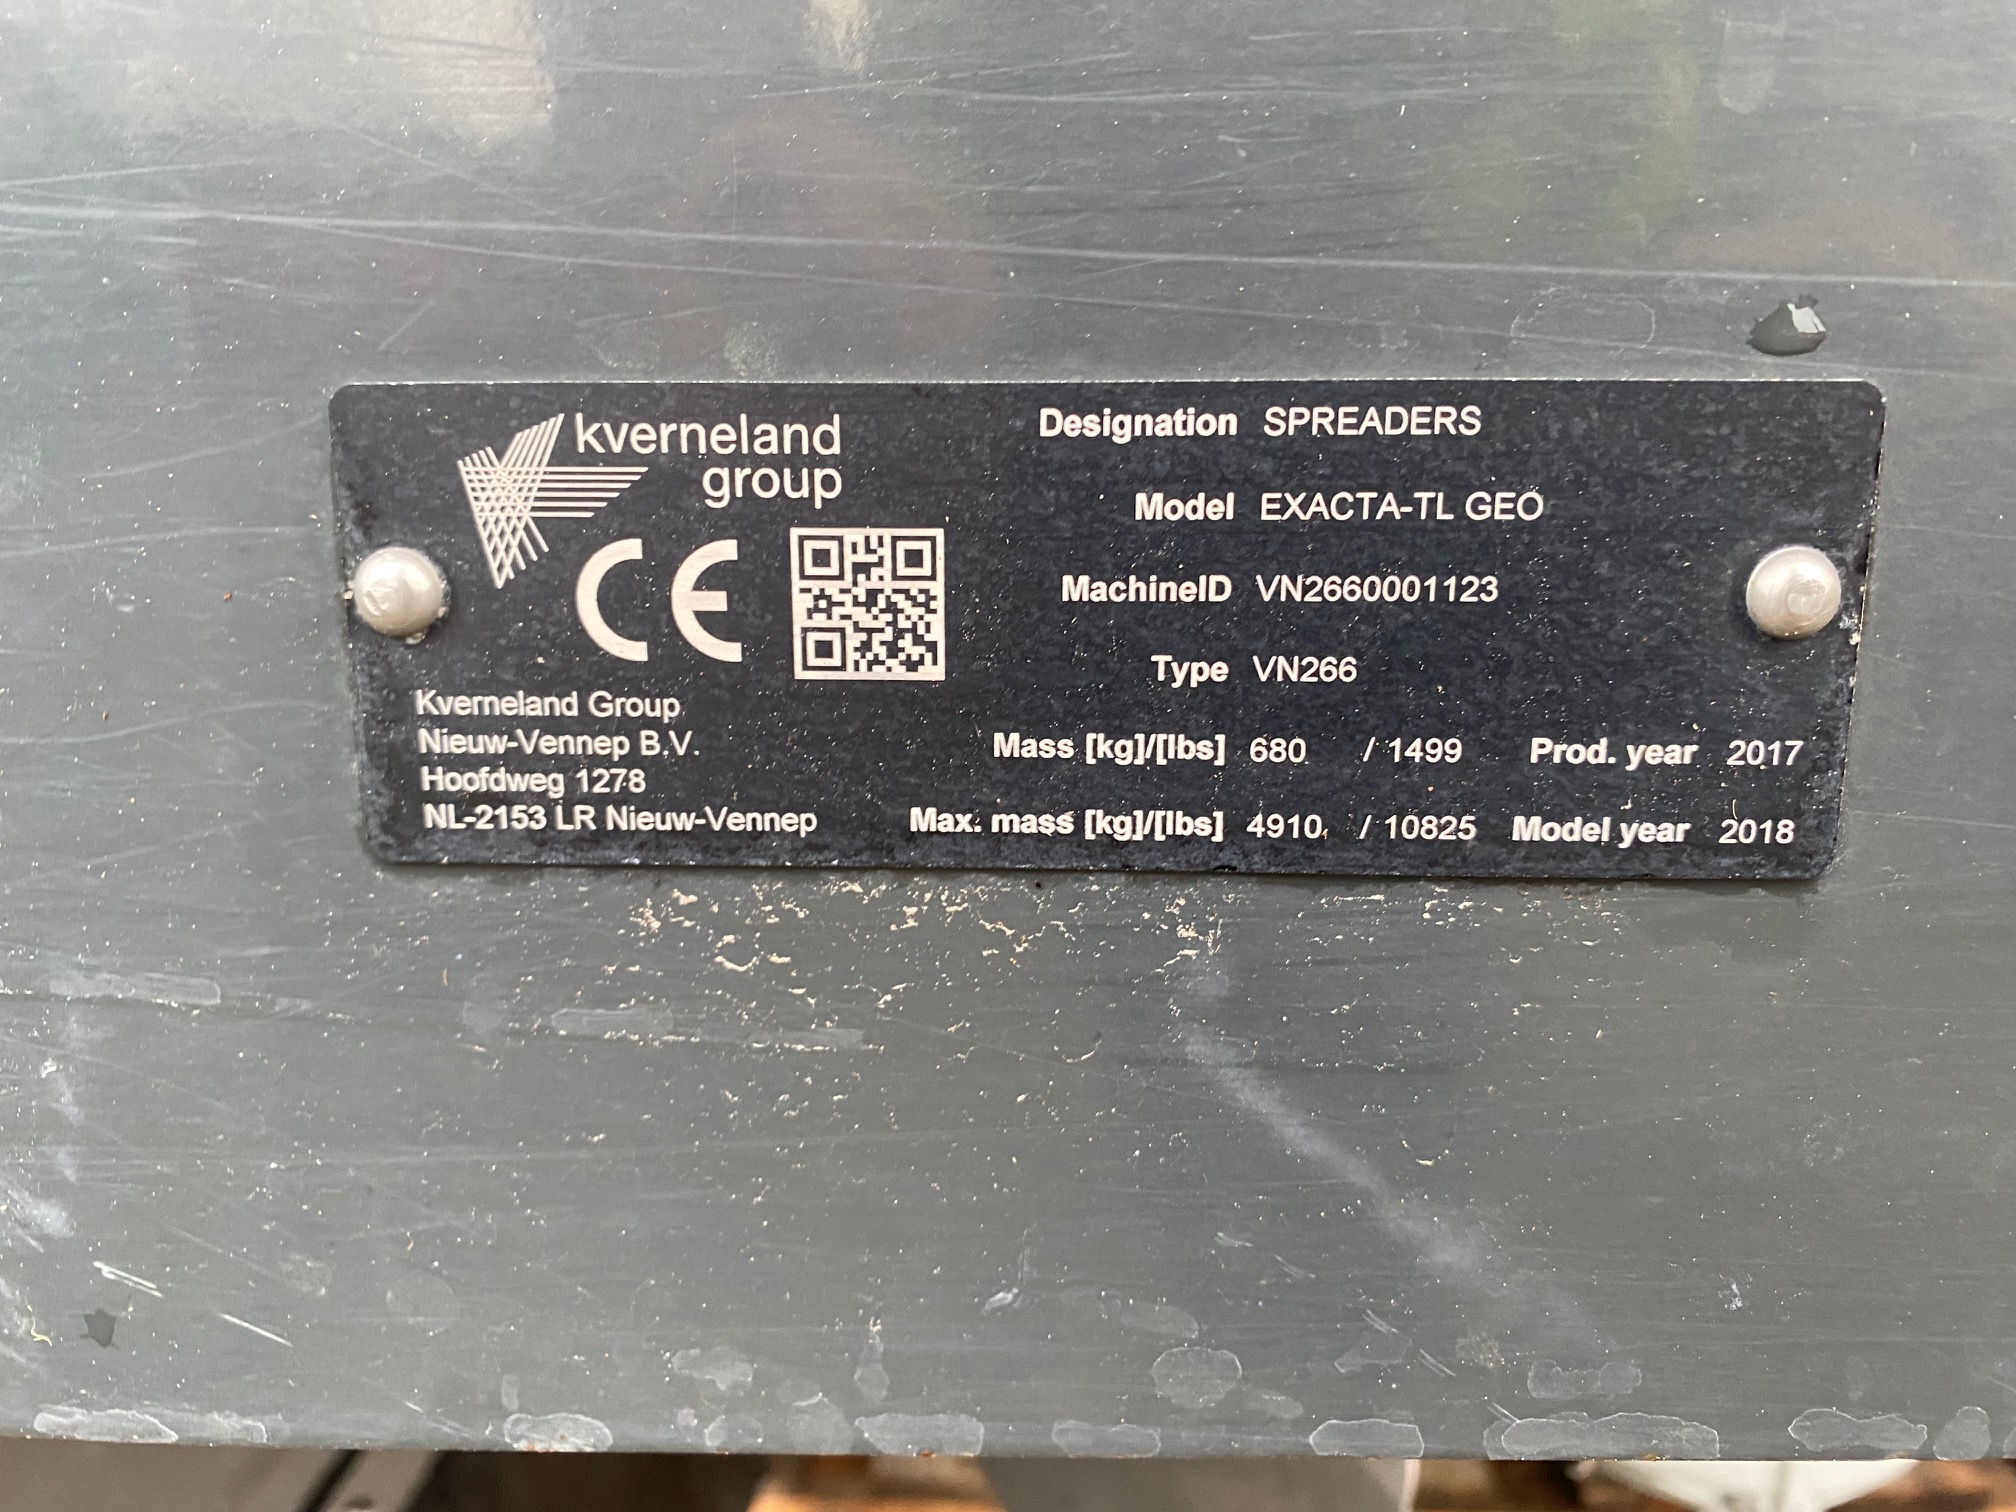 kverneland
group
CE
Kverneland Group
Nieuw-Vennep B.V.
Hoofdweg 1278
NL-2153 LR Nieuw-Vennep
Designation SPREADERS
Model EXACTA-TL GEO
MachineID VN2660001123
Type VN266
Mass [kg]/[lbs] 680 / 1499 Prod. year 2017
Max. mass [kg]/[lbs] 4910 / 10825 Model year 2018